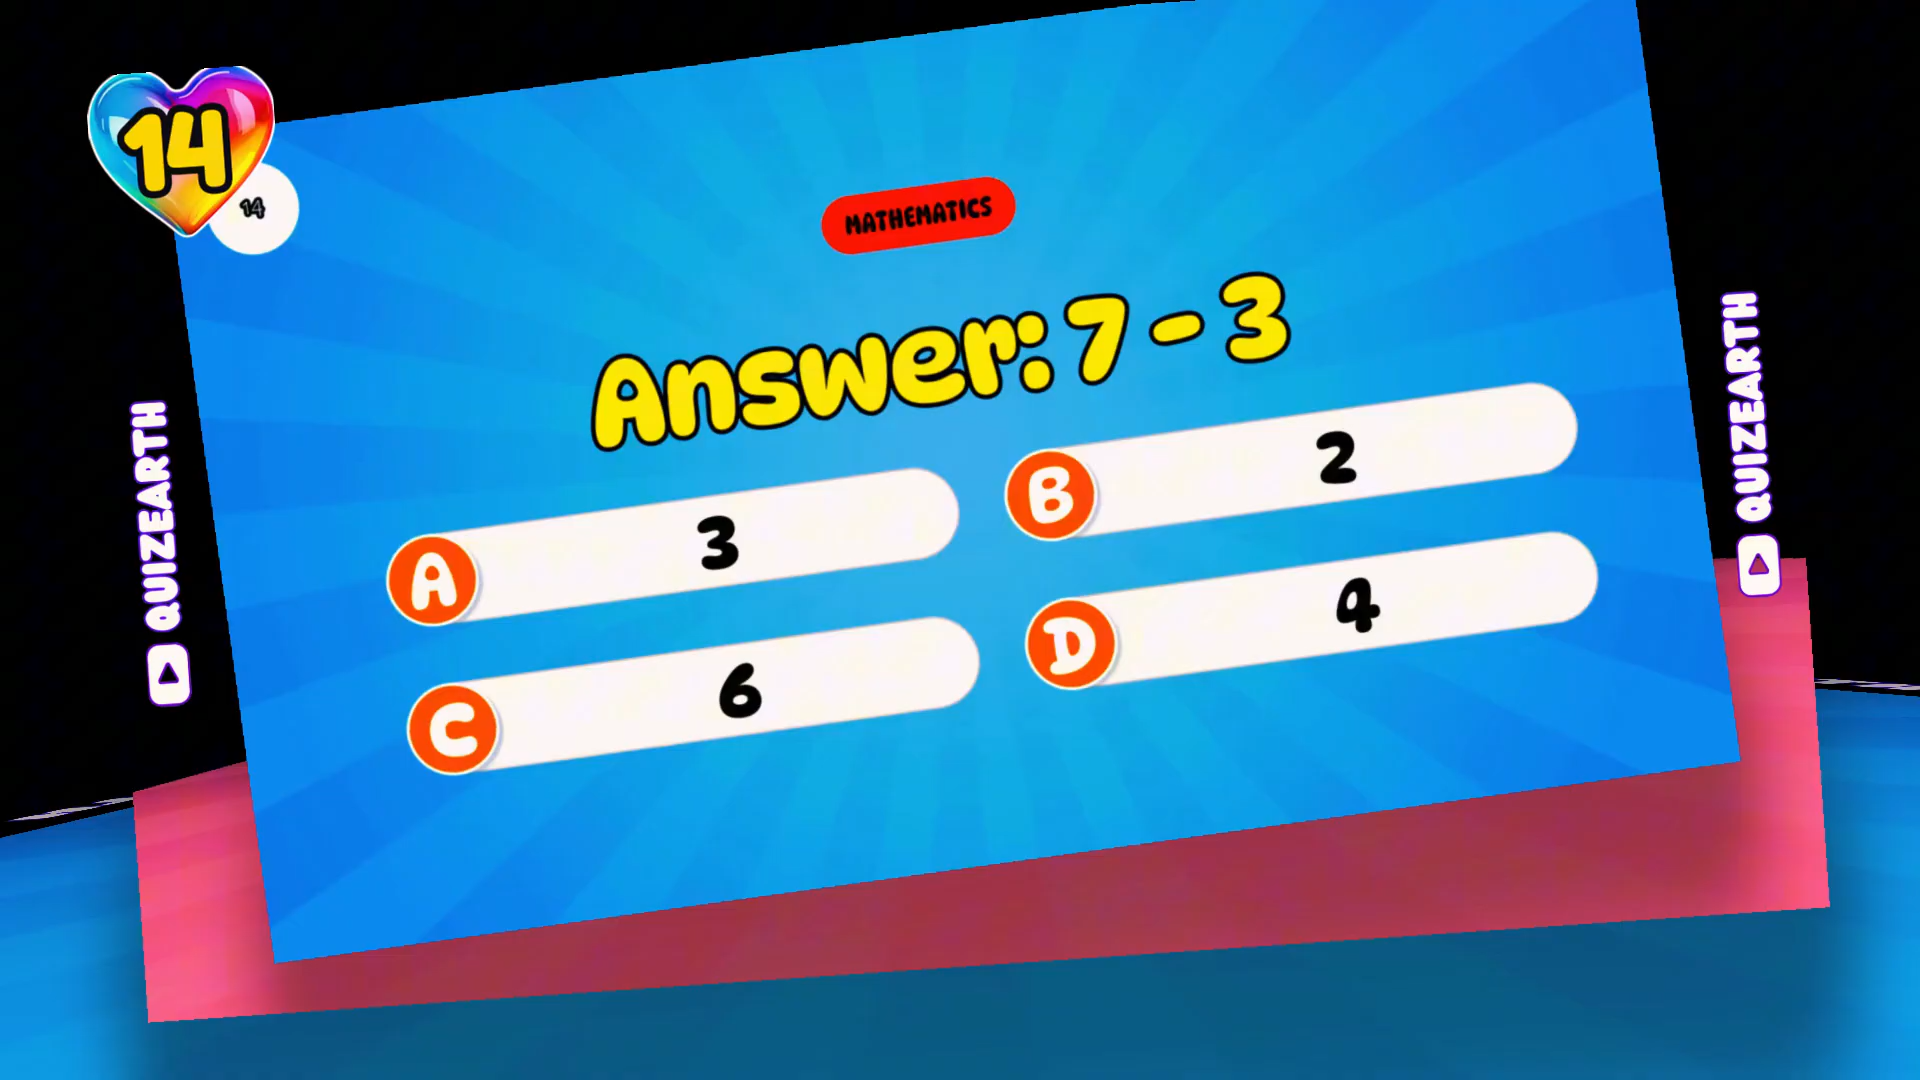 14
14
MATHEMATICS
Answer: 7 - 3
A 3
B 2
C 6
D 4
QUIZEARTH
QUIZEARTH